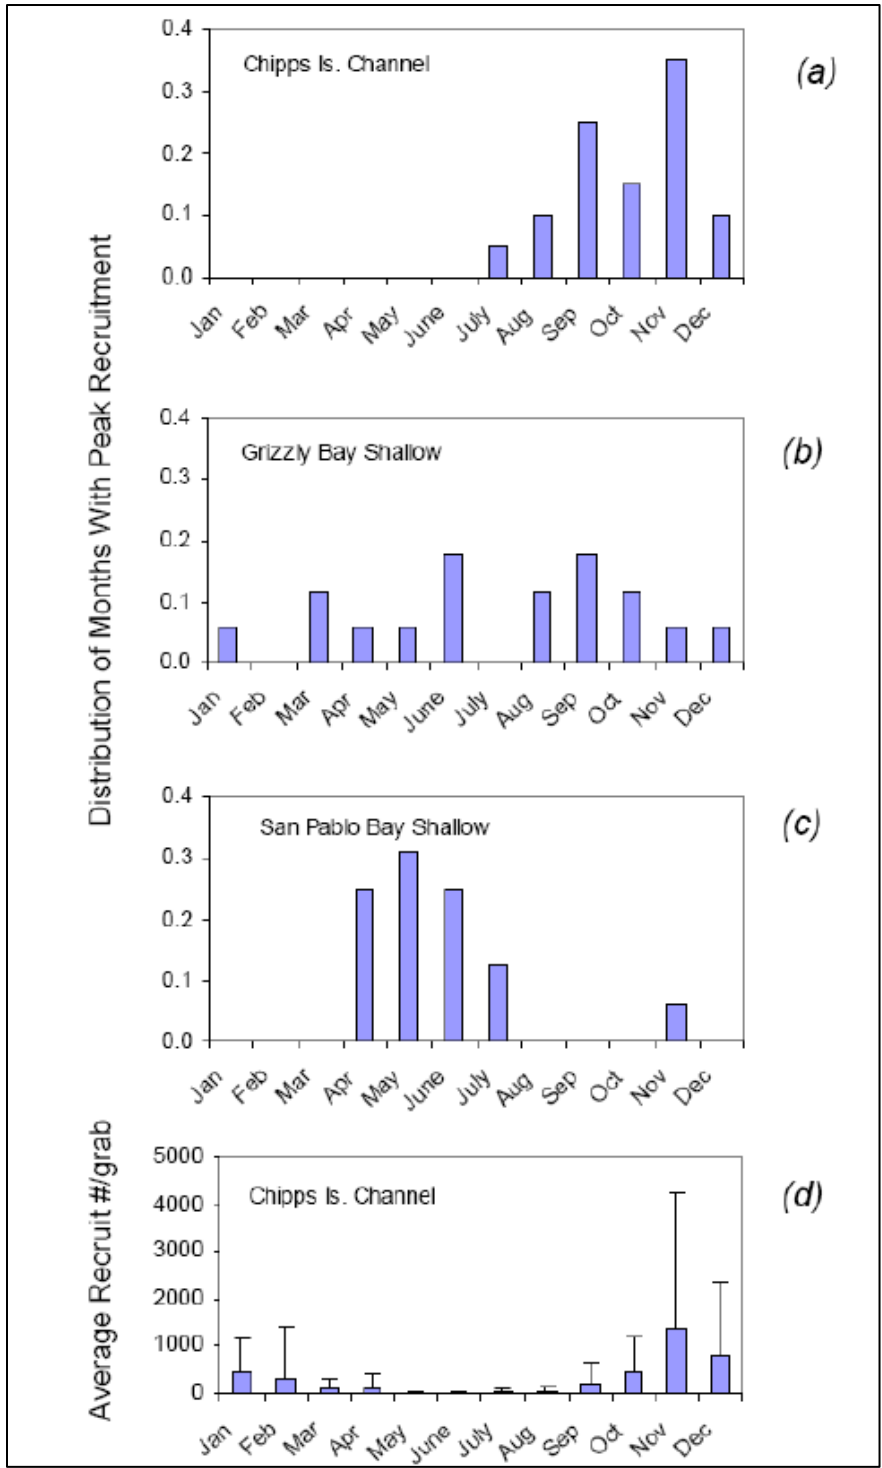 Distribution of Months With Peak Recruitment
0.4
0.3
0.2
0.1
0.0
Chipps Is. Channel
(a)
Jan Feb Mar Apr May June July Aug Sep Oct Nov Dec
0.4
0.3
0.2
0.1
0.0
Grizzly Bay Shallow
(b)
Jan Feb Mar Apr May June July Aug Sep Oct Nov Dec
0.4
0.3
0.2
0.1
0.0
San Pablo Bay Shallow
(c)
Jan Feb Mar Apr May June July Aug Sep Oct Nov Dec
Average Recruit #/grab
5000
4000
3000
2000
1000
0
Chipps Is. Channel
(d)
Jan Feb Mar Apr May June July Aug Sep Oct Nov Dec